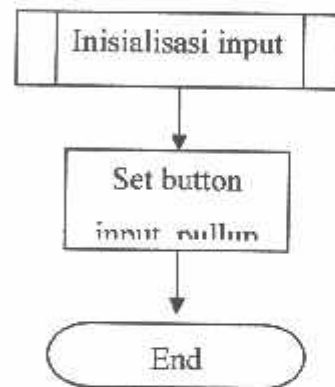 Inisialisasi input
Set button
input pullup
End